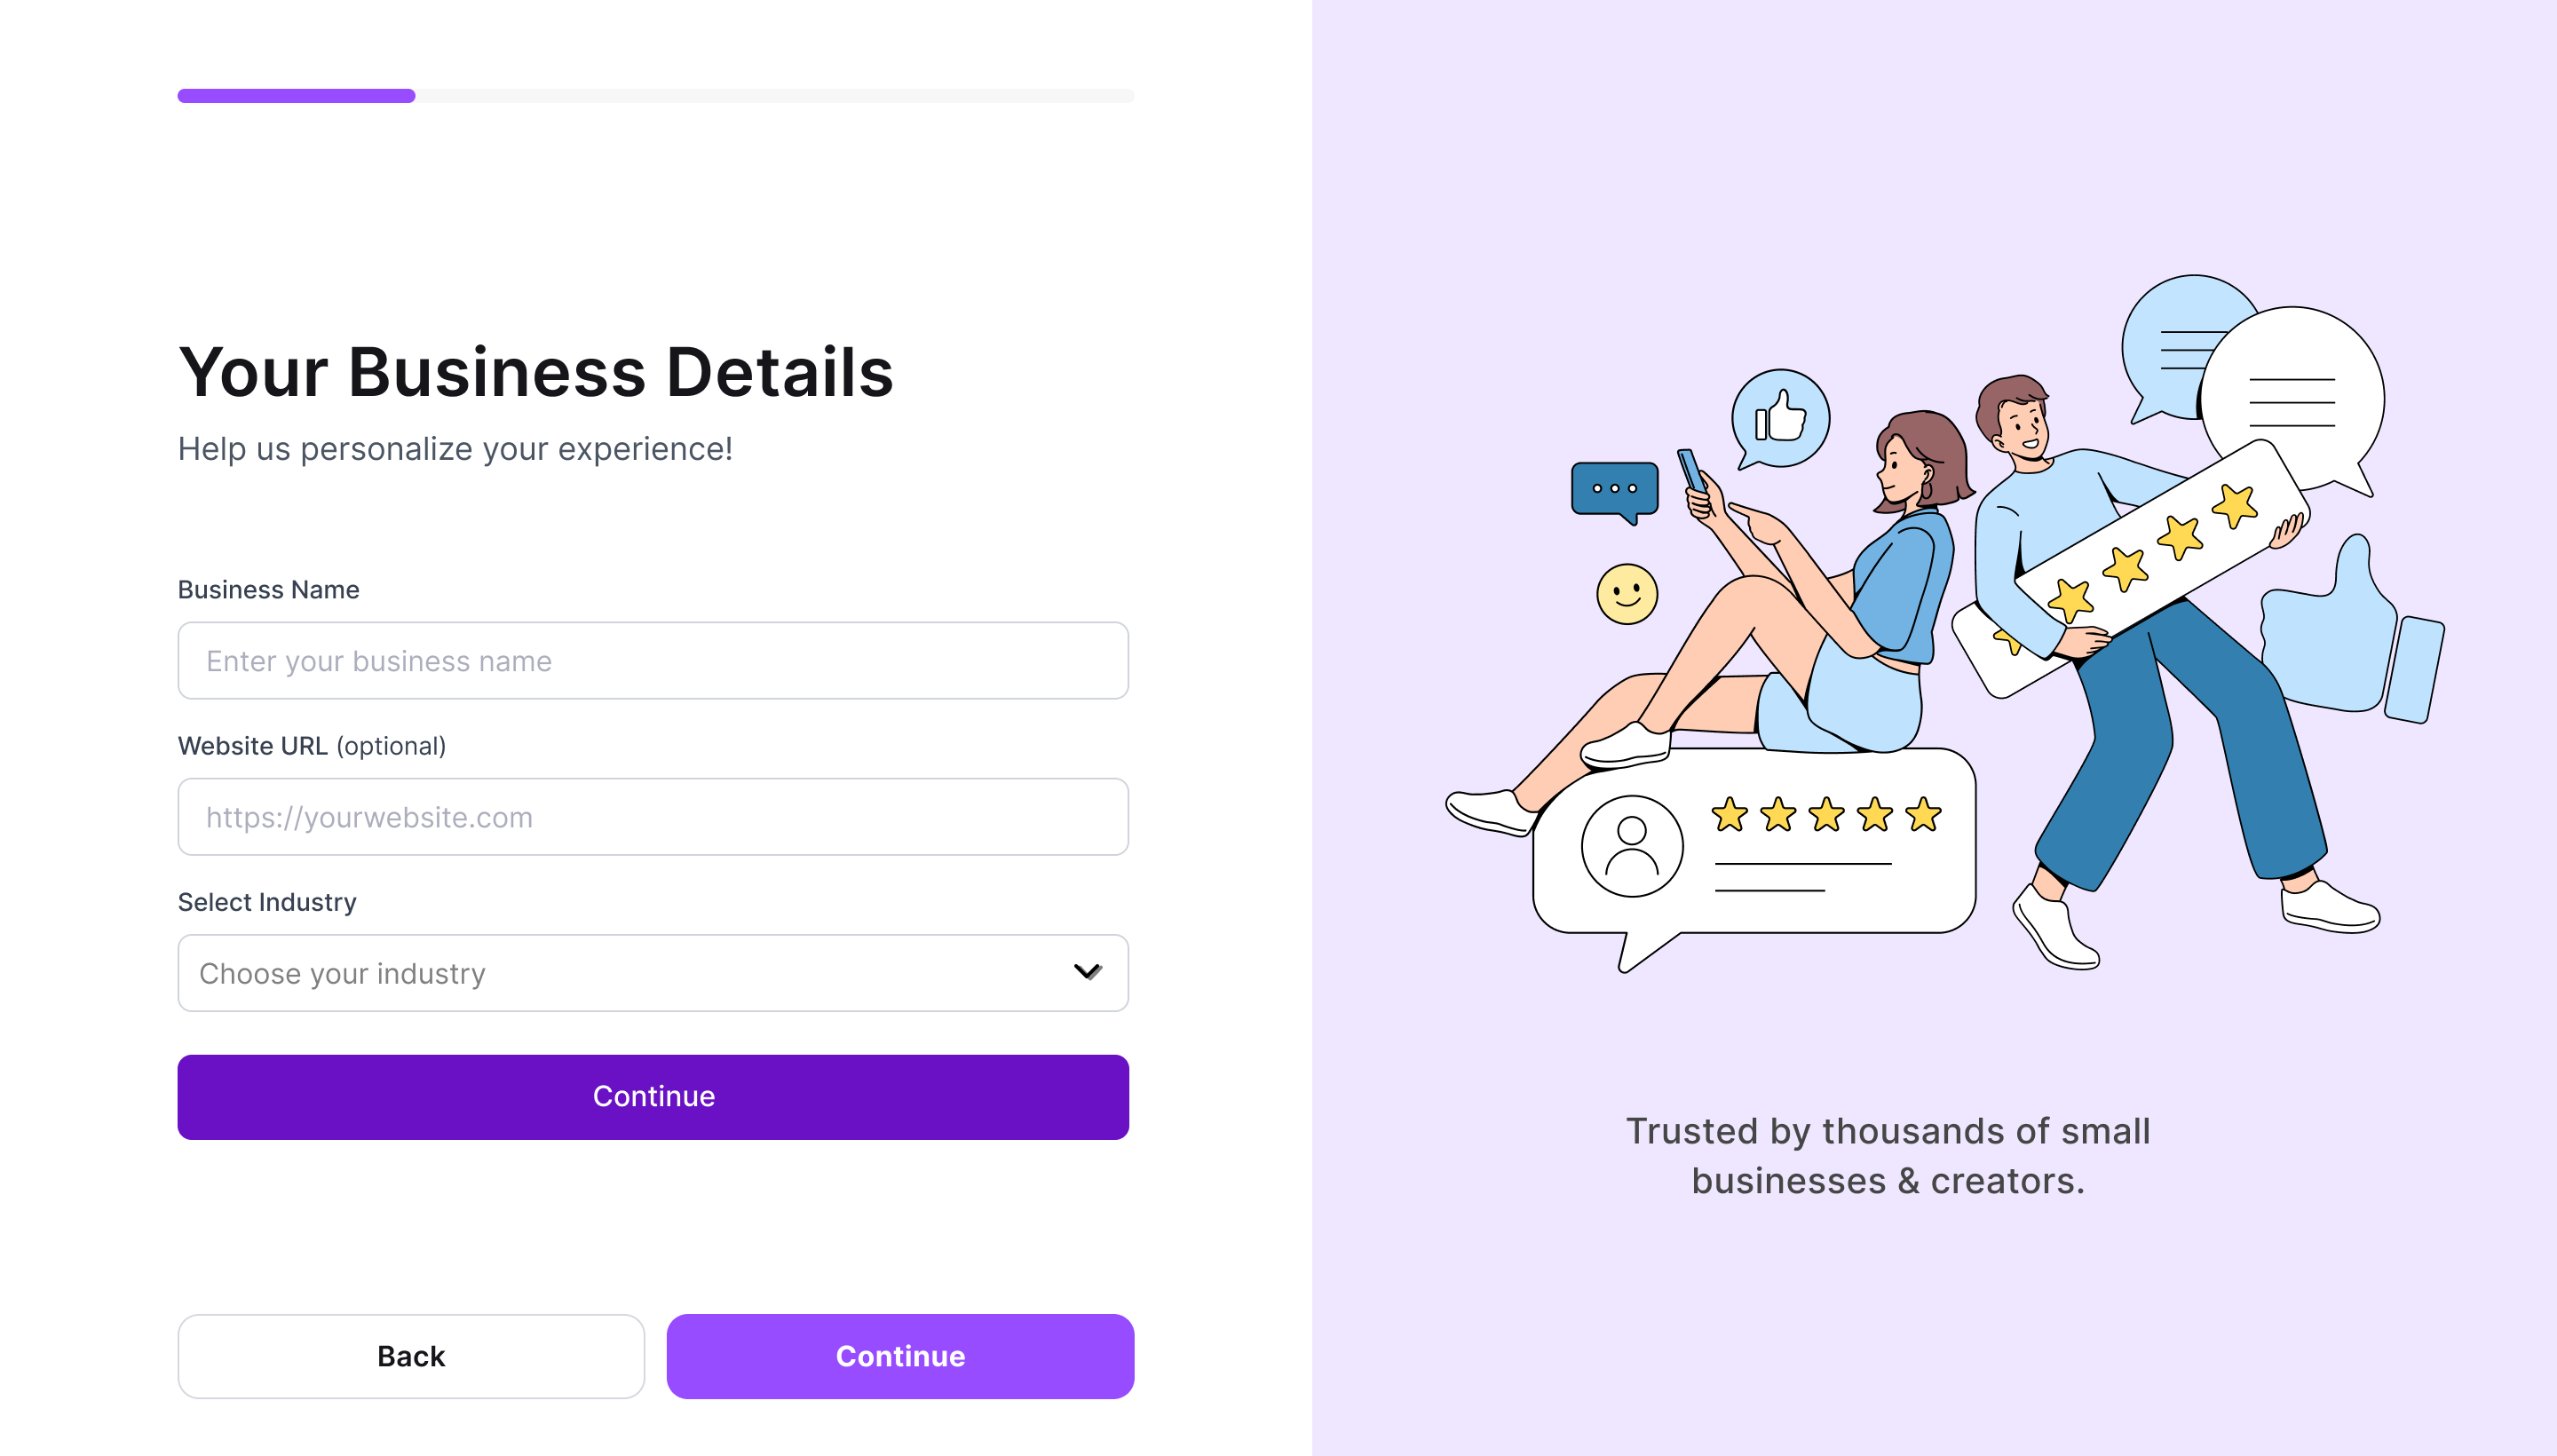 Your Business Details
Help us personalize your experience!
Business Name
Enter your business name
Website URL (optional)
https://yourwebsite.com
Select Industry
Choose your industry
Continue
Back
Continue
Trusted by thousands of small
businesses & creators.